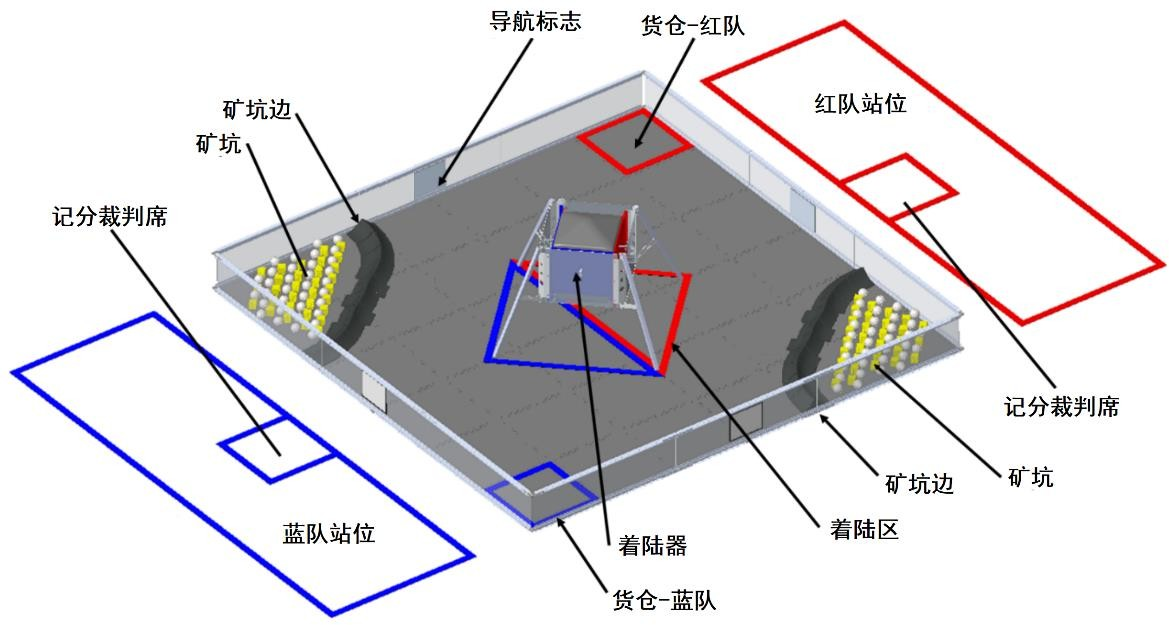 导航标志
货仓-红队
红队站位
矿坑边
矿坑
记分裁判席
记分裁判席
矿坑边
矿坑
着陆区
蓝队站位
着陆器
货仓-蓝队